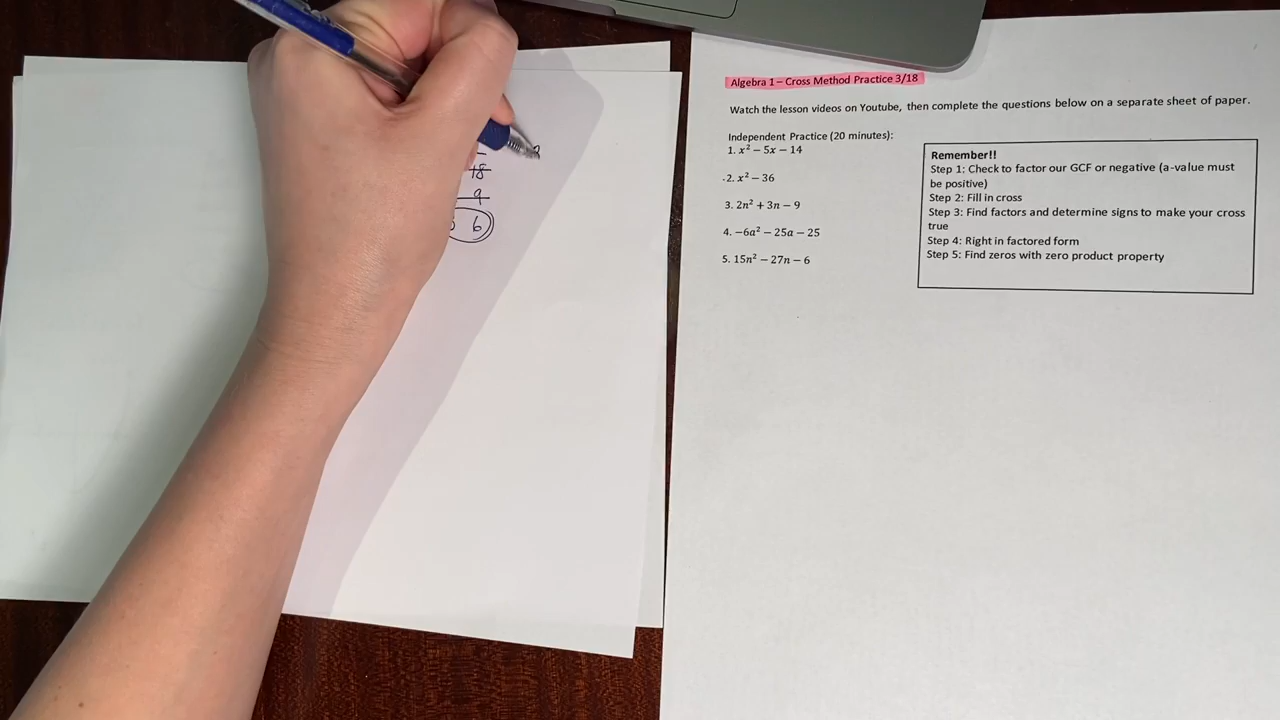 18
9
6
Algebra 1 – Cross Method Practice 3/18
Watch the lesson videos on Youtube, then complete the questions below on a separate sheet of paper.
Independent Practice (20 minutes):
1. x² – 5x – 14
2. x² – 36
3. 2n² + 3n – 9
4. –6a² – 25a – 25
5. 15n² – 27n – 6
Remember!!
Step 1: Check to factor our GCF or negative (a-value must
be positive)
Step 2: Fill in cross
Step 3: Find factors and determine signs to make your cross
true
Step 4: Right in factored form
Step 5: Find zeros with zero product property